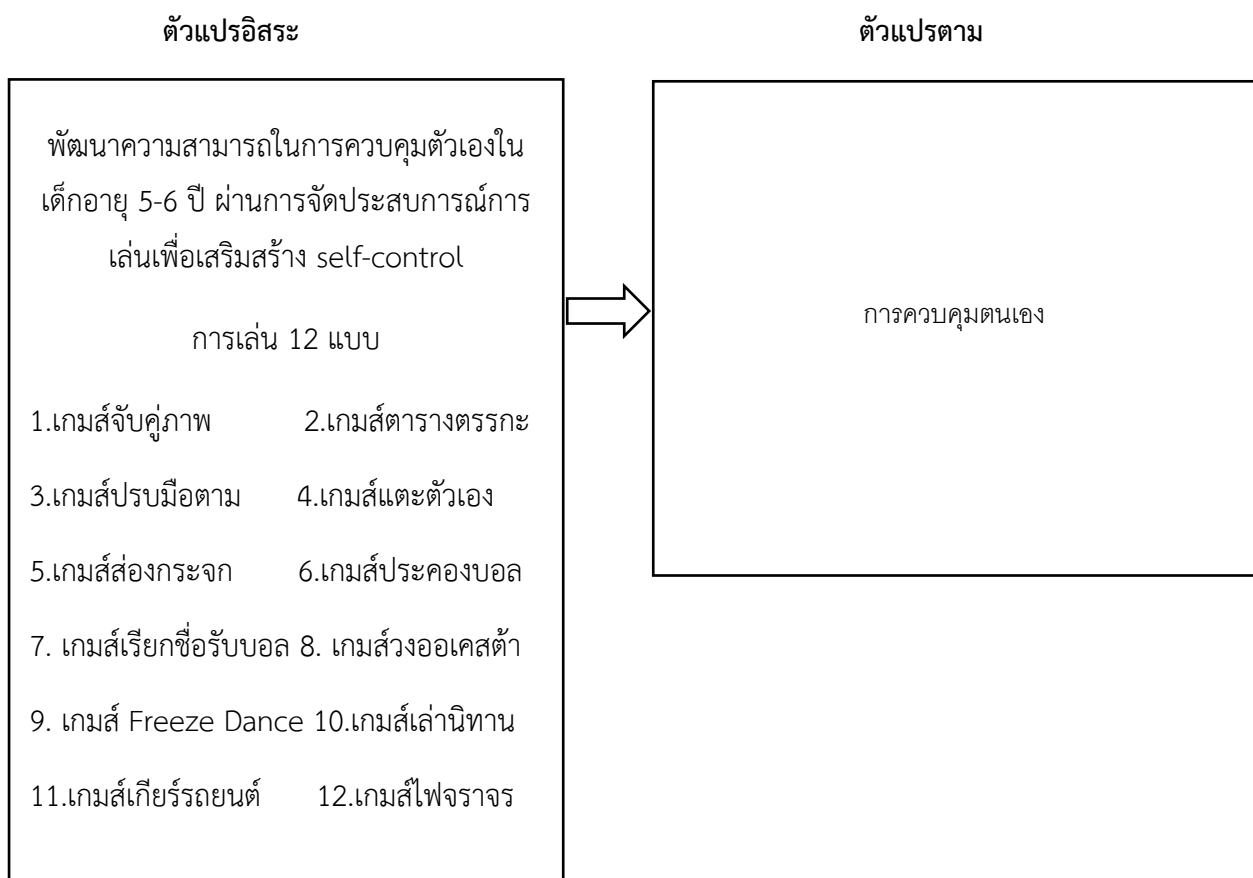 ตัวแปรอิสระ
ตัวแปรตาม
พัฒนาความสามารถในการควบคุมตัวเองใน
เด็กอายุ 5-6 ปี ผ่านการจัดประสบการณ์การ
เล่นเพื่อเสริมสร้าง self-control
การเล่น 12 แบบ
1.เกมส์จับคู่ภาพ 2.เกมส์ตารางตรรกะ
3.เกมส์ปรบมือตาม 4.เกมส์แตะตัวเอง
5.เกมส์ส่องกระจก 6.เกมส์ประคองบอล
7. เกมส์เรียกชื่อรับบอล 8. เกมส์วงออเคสต้า
9. เกมส์ Freeze Dance 10.เกมส์เล่านิทาน
11.เกมส์เกียร์รถยนต์ 12.เกมส์ไฟจราจร
การควบคุมตนเอง